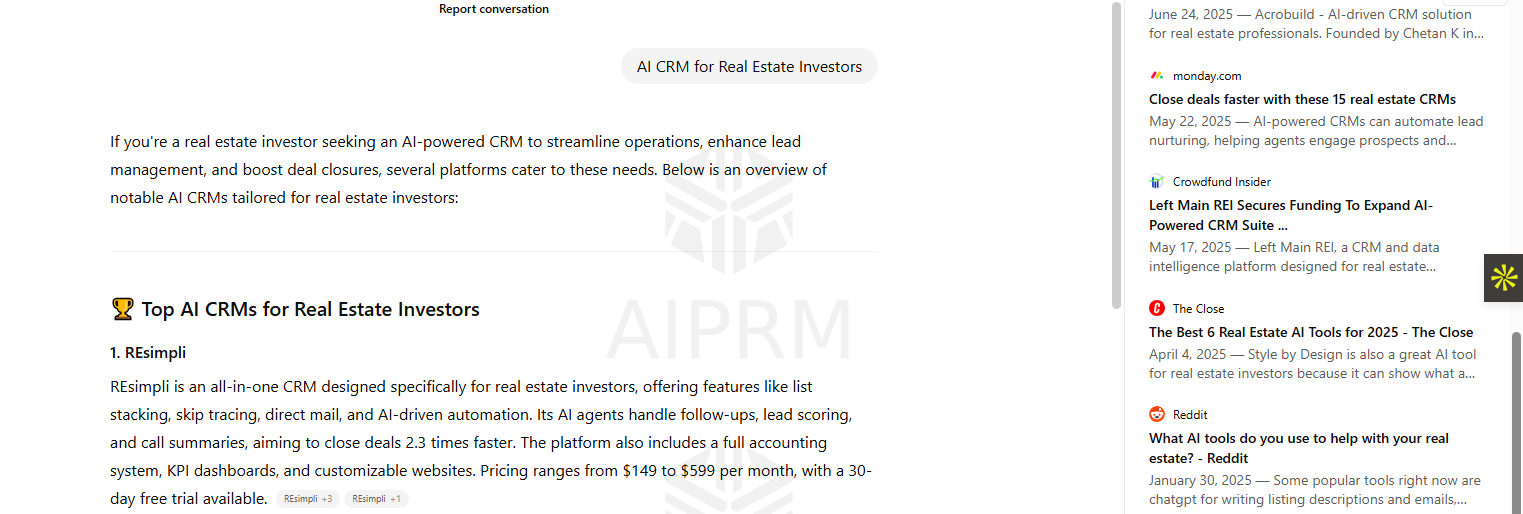 Report conversation
AI CRM for Real Estate Investors
If you're a real estate investor seeking an AI-powered CRM to streamline operations, enhance lead
management, and boost deal closures, several platforms cater to these needs. Below is an overview of
notable AI CRMs tailored for real estate investors:
🏆 Top AI CRMs for Real Estate Investors
1. REsimpli
REsimpli is an all-in-one CRM designed specifically for real estate investors, offering features like list
stacking, skip tracing, direct mail, and AI-driven automation. Its AI agents handle follow-ups, lead scoring,
and call summaries, aiming to close deals 2.3 times faster. The platform also includes a full accounting
system, KPI dashboards, and customizable websites. Pricing ranges from $149 to $599 per month, with a 30-
day free trial available. REsimpli +3 REsimpli +1
AIPRM
June 24, 2025 — Acrobuild - AI-driven CRM solution
for real estate professionals. Founded by Chetan K in...
monday.com
Close deals faster with these 15 real estate CRMs
May 22, 2025 — AI-powered CRMs can automate lead
nurturing, helping agents engage prospects and...
Crowdfund Insider
Left Main REI Secures Funding To Expand AI-
Powered CRM Suite ...
May 17, 2025 — Left Main REI, a CRM and data
intelligence platform designed for real estate...
The Close
The Best 6 Real Estate AI Tools for 2025 - The Close
April 4, 2025 — Style by Design is also a great AI tool
for real estate investors because it can show what a...
Reddit
What AI tools do you use to help with your real
estate? - Reddit
January 30, 2025 — Some popular tools right now are
chatgpt for writing listing descriptions and emails,...